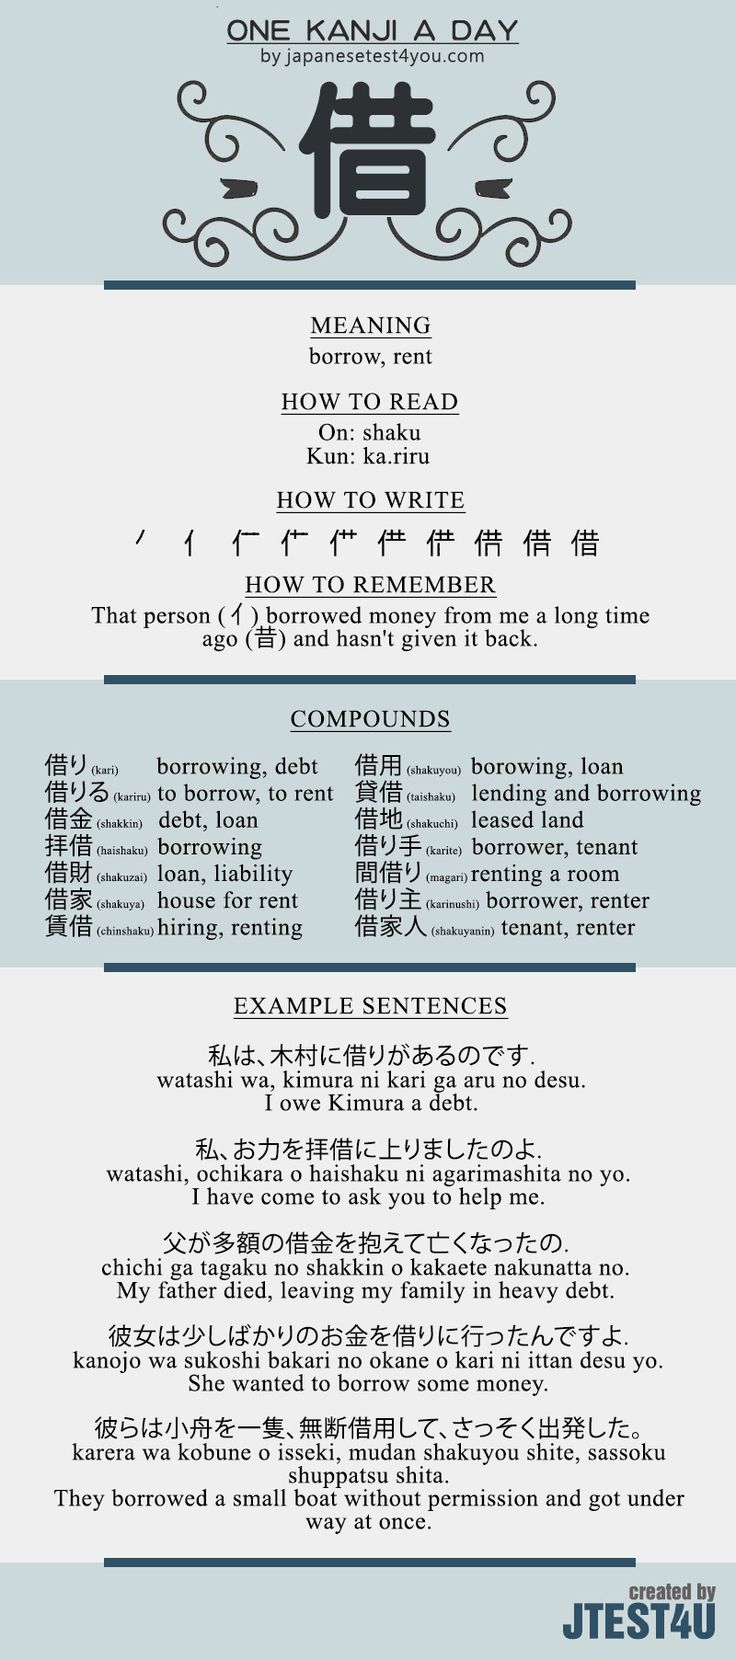 ONE KANJI A DAY
by japanesetest4you.com
借
MEANING
borrow, rent
HOW TO READ
On: shaku
Kun: ka.riru
HOW TO WRITE
借
HOW TO REMEMBER
That person (亻) borrowed money from me a long time
ago (昔) and hasn't given it back.
COMPOUNDS
借り (kari) borrowing, debt
借りる (kariru) to borrow, to rent
借金 (shakkin) debt, loan
拝借 (haishaku) borrowing
借財 (shakuzai) loan, liability
借家 (shakuya) house for rent
賃借 (chinshaku) hiring, renting
借用 (shakuyou) borowing, loan
貸借 (taishaku) lending and borrowing
借地 (shakuchi) leased land
借り手 (karite) borrower, tenant
間借り (magari) renting a room
借り主 (karinushi) borrower, renter
借家人 (shakuyanin) tenant, renter
EXAMPLE SENTENCES
私は、木村に借りがあるのです.
watashi wa, kimura ni kari ga aru no desu.
I owe Kimura a debt.
私、お力を拝借に上りましたのよ.
watashi, ochikara o haishaku ni agarimashita no yo.
I have come to ask you to help me.
父が多額の借金を抱えて亡くなったの.
chichi ga tagaku no shakkin o kakaete nakunatta no.
My father died, leaving my family in heavy debt.
彼女は少しばかりのお金を借りに行ったんですよ.
kanojo wa sukoshi bakari no okane o kari ni ittan desu yo.
She wanted to borrow some money.
彼らは小舟を一隻、無断借用して、さっそく出発した。
karera wa kobune o isseki, mudan shakuyou shite, sassoku
shuppatsu shita.
They borrowed a small boat without permission and got under
way at once.
created by
JTEST4U